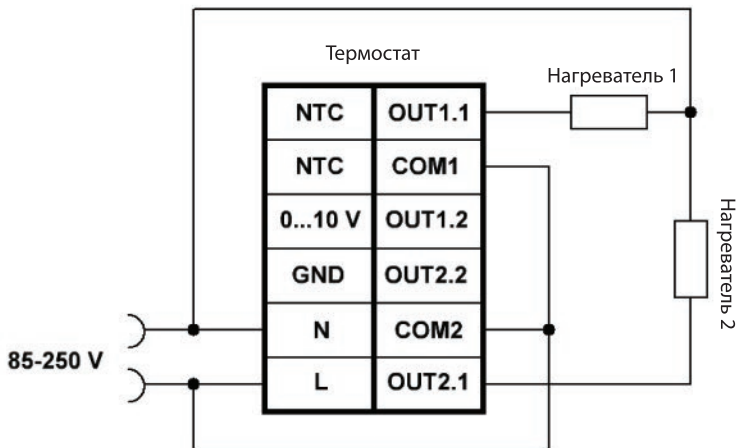 Термостат
Нагреватель 1
NTC OUT1.1
NTC COM1
0...10 V OUT1.2
GND OUT2.2
N COM2
L OUT2.1
85-250 V
Нагреватель 2